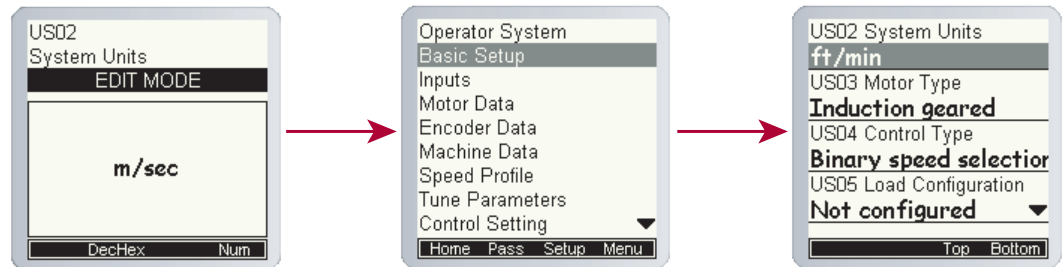 US02
System Units
EDIT MODE
m/sec
DecHex Num
Operator System
Basic Setup
Inputs
Motor Data
Encoder Data
Machine Data
Speed Profile
Tune Parameters
Control Setting
Home Pass Setup Menu
US02 System Units
ft/min
US03 Motor Type
Induction geared
US04 Control Type
Binary speed selection
US05 Load Configuration
Not configured
Top Bottom